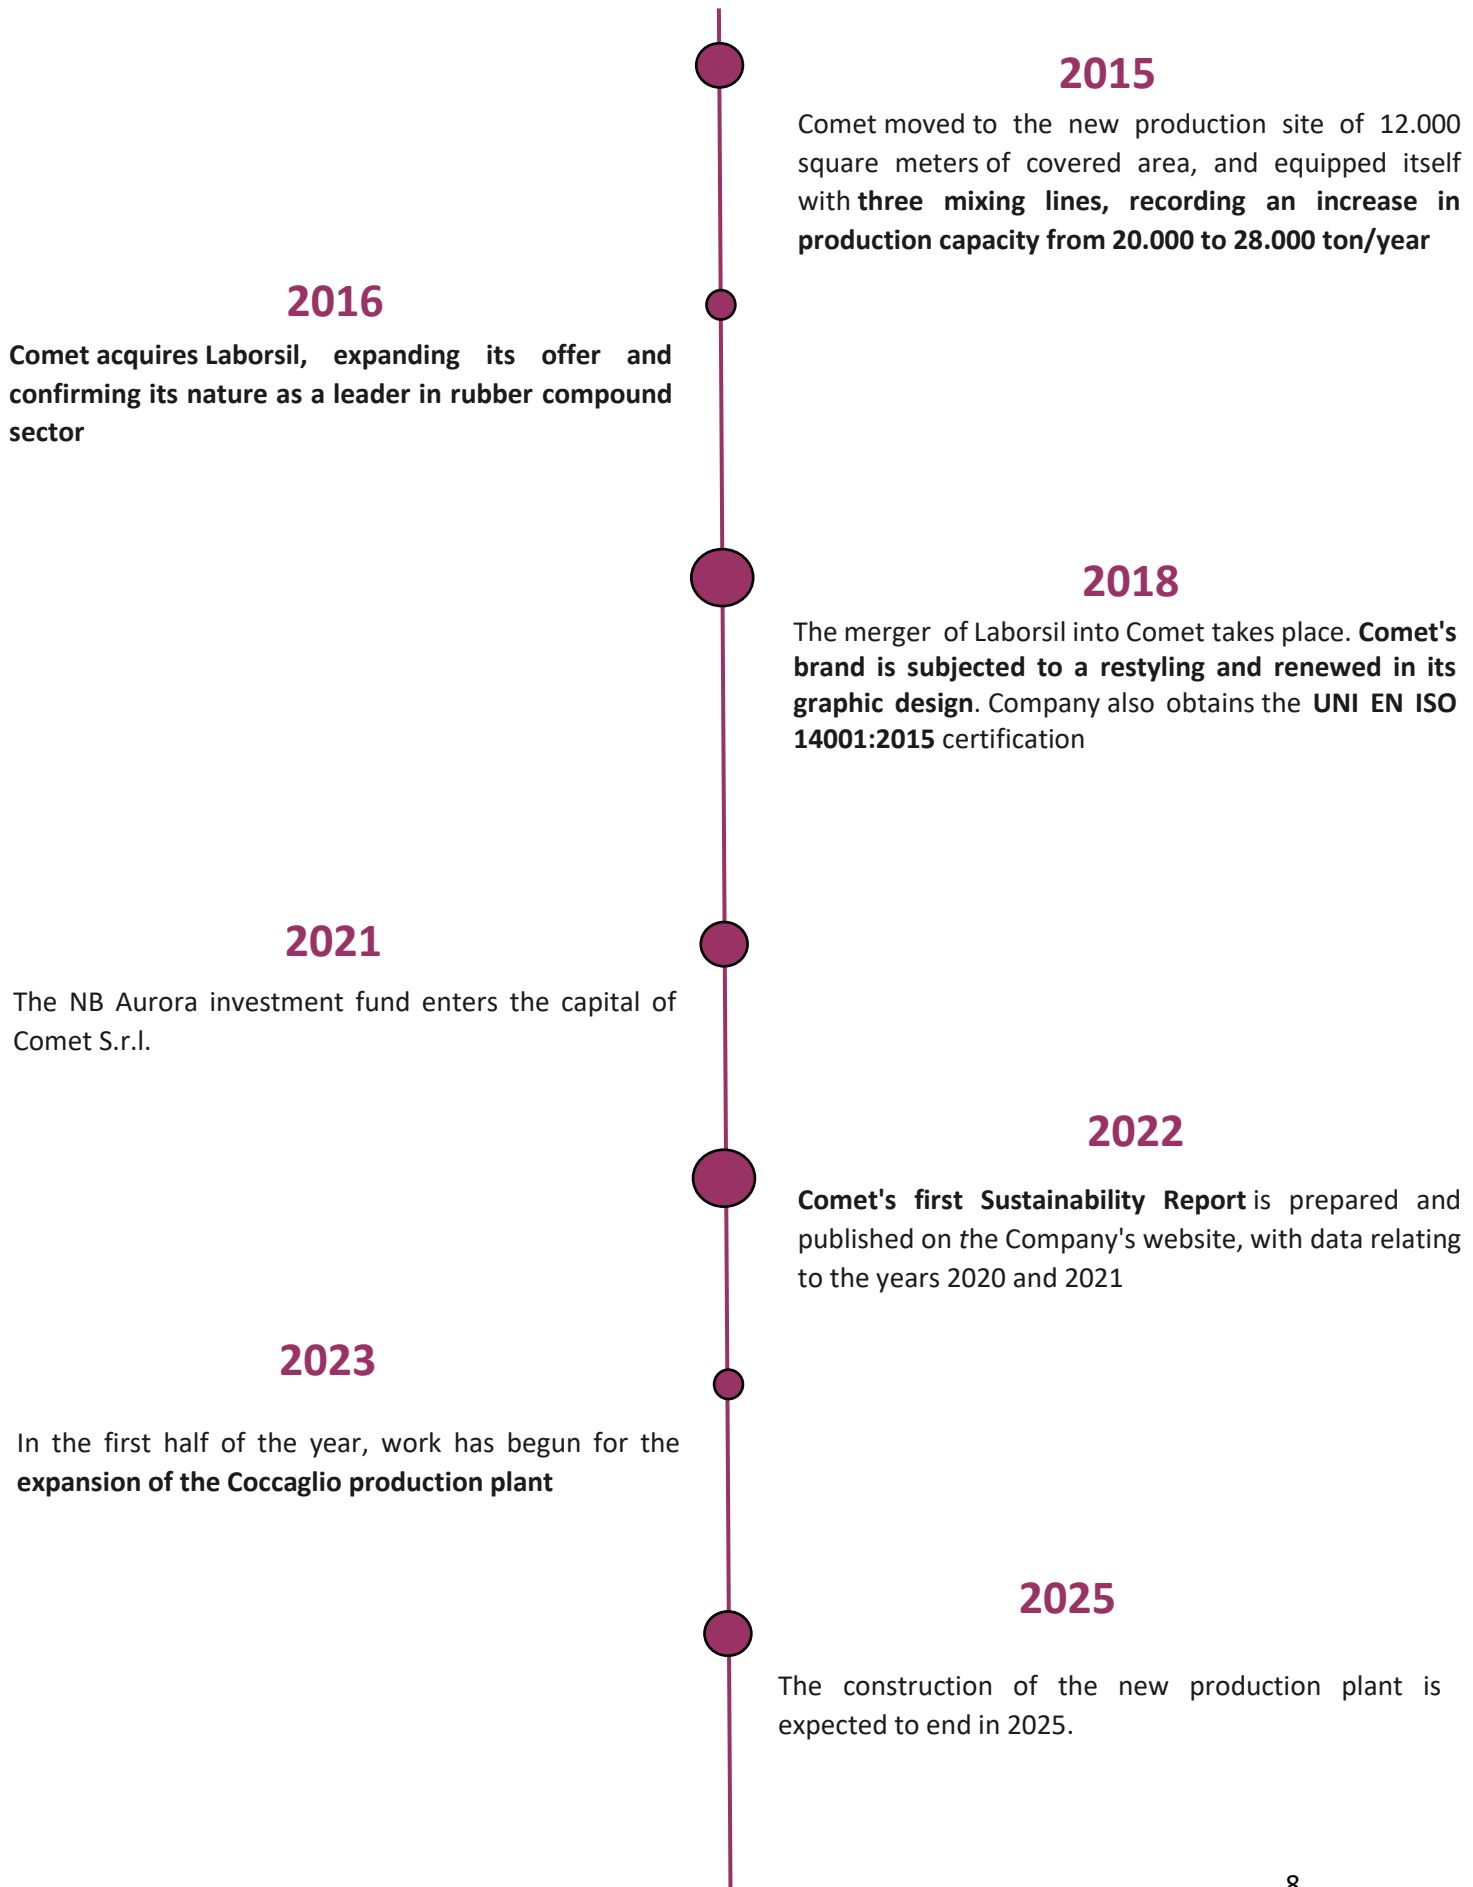 2015
Comet moved to the new production site of 12.000
square meters of covered area, and equipped itself
with three mixing lines, recording an increase in
production capacity from 20.000 to 28.000 ton/year
2016
Comet acquires Laborsil, expanding its offer and
confirming its nature as a leader in rubber compound
sector
2018
The merger of Laborsil into Comet takes place. Comet's
brand is subjected to a restyling and renewed in its
graphic design. Company also obtains the UNI EN ISO
14001:2015 certification
2021
The NB Aurora investment fund enters the capital of
Comet S.r.l.
2022
Comet's first Sustainability Report is prepared and
published on the Company's website, with data relating
to the years 2020 and 2021
2023
In the first half of the year, work has begun for the
expansion of the Coccaglio production plant
2025
The construction of the new production plant is
expected to end in 2025.
8